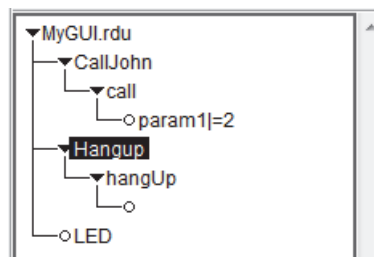 MyGUI.rdu
CallJohn
call
param1|=2
Hangup
hangUp
LED